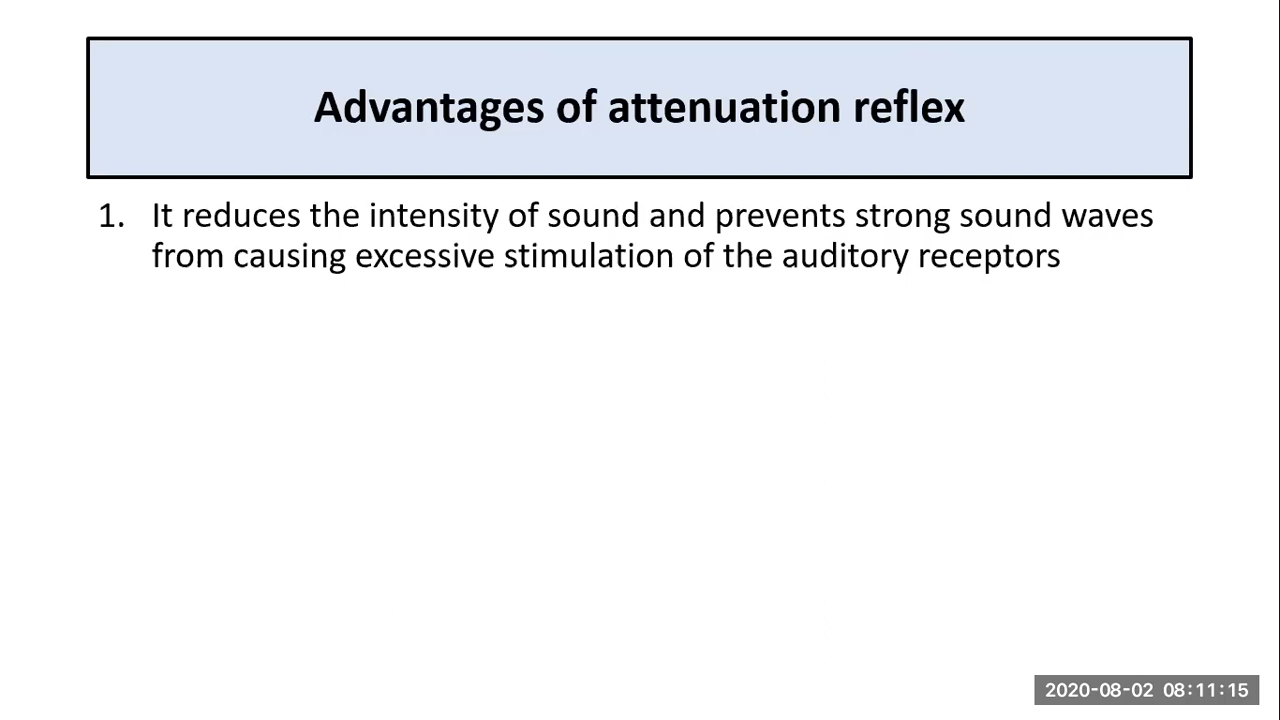 Advantages of attenuation reflex
1. It reduces the intensity of sound and prevents strong sound waves
from causing excessive stimulation of the auditory receptors
2020-08-02 08:11:15